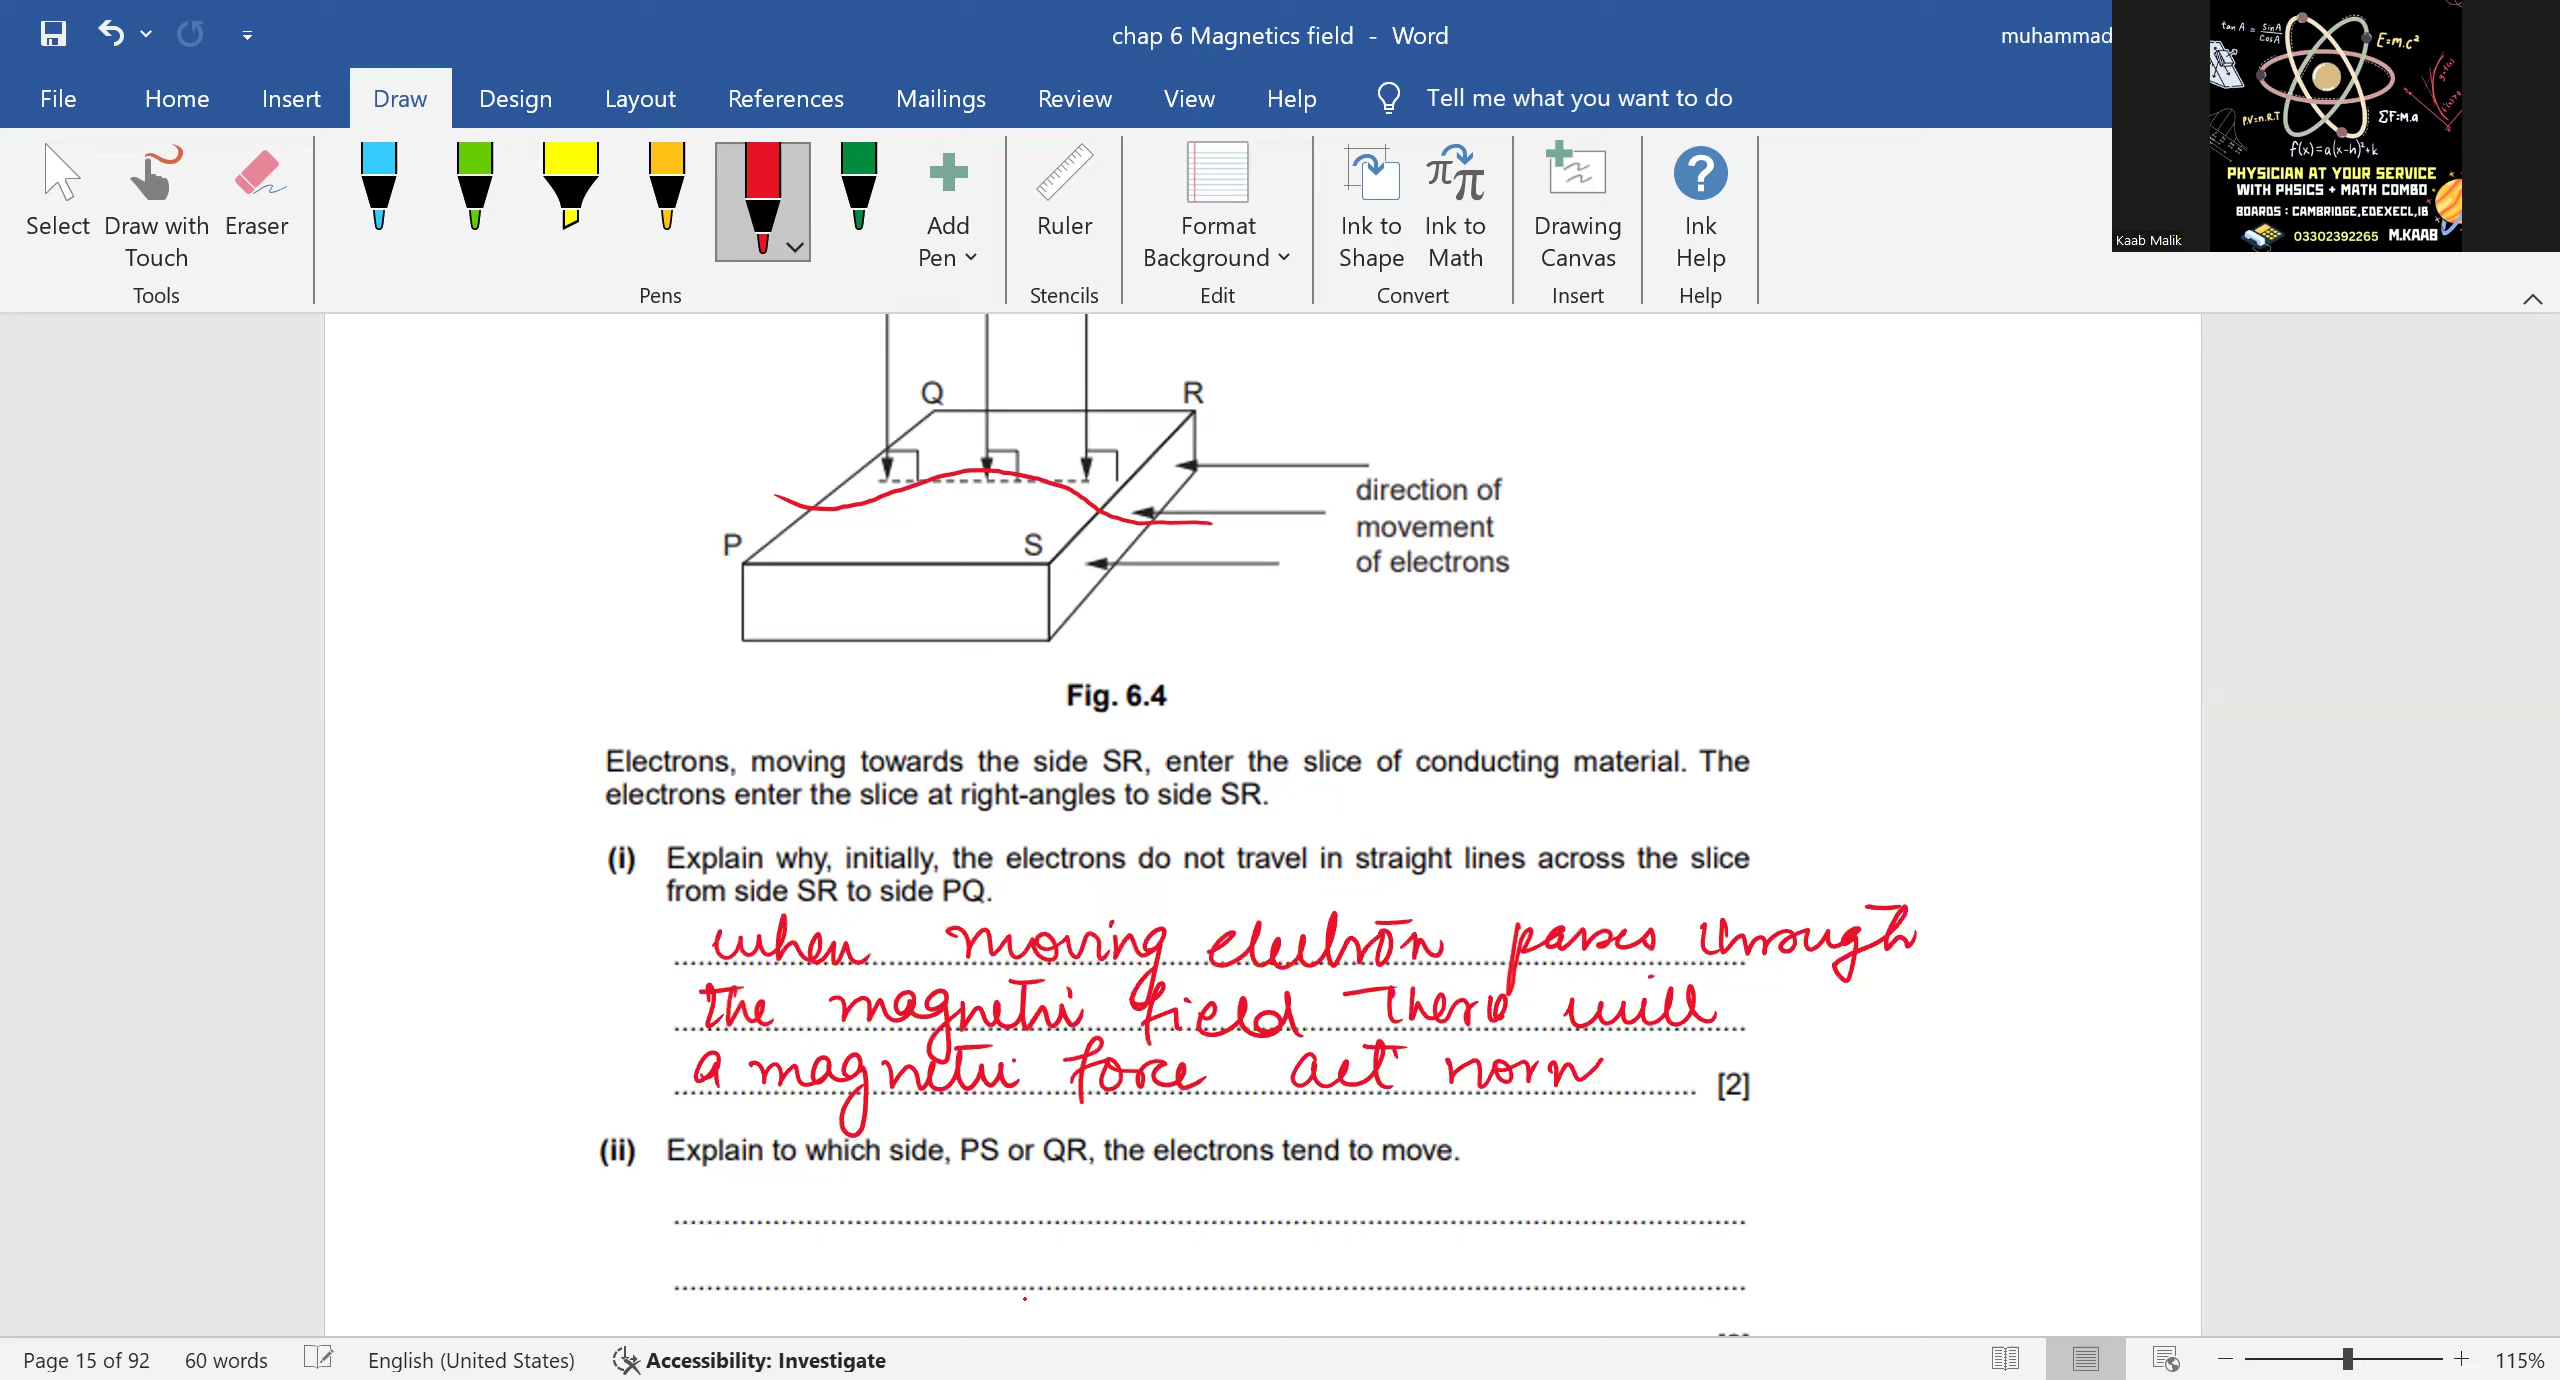 chap 6 Magnetics field - Word
muhammad
File Home Insert Draw Design Layout References Mailings Review View Help Tell me what you want to do
Select Draw with Touch Eraser
Add Pen
Ruler
Format Background
Ink to Shape
Ink to Math
Drawing Canvas
Ink Help
Tools Pens Stencils Edit Convert Insert Help
tan A = SinA/CosA
E=m.c²
P.V=n.R.T
ΣF=M.a
f(x)=a(x-h)²+k
PHYSICIAN AT YOUR SERVICE
WITH PHSICS + MATH COMBO
BOARDS : CAMBRIDGE,EDEXECL,IB
03302392265 M.KAAB
Kaab Malik
Q R
P S
direction of
movement
of electrons
Fig. 6.4
Electrons, moving towards the side SR, enter the slice of conducting material. The
electrons enter the slice at right-angles to side SR.
(i) Explain why, initially, the electrons do not travel in straight lines across the slice
from side SR to side PQ.
when moving electron passes through
the magnetic field there will
a magnetic force act norm
[2]
(ii) Explain to which side, PS or QR, the electrons tend to move.
Page 15 of 92 60 words English (United States) Accessibility: Investigate 115%